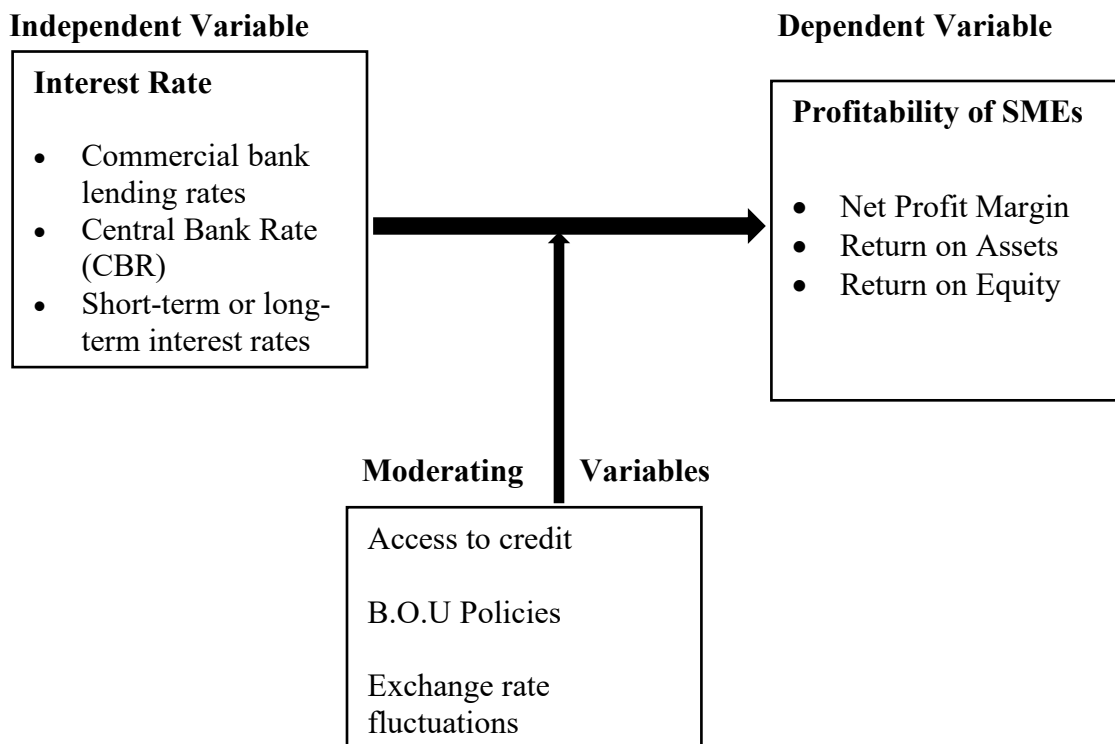 Independent Variable
Interest Rate
• Commercial bank
lending rates
• Central Bank Rate
(CBR)
• Short-term or long-
term interest rates
Dependent Variable
Profitability of SMEs
• Net Profit Margin
• Return on Assets
• Return on Equity
Moderating Variables
Access to credit
B.O.U Policies
Exchange rate
fluctuations